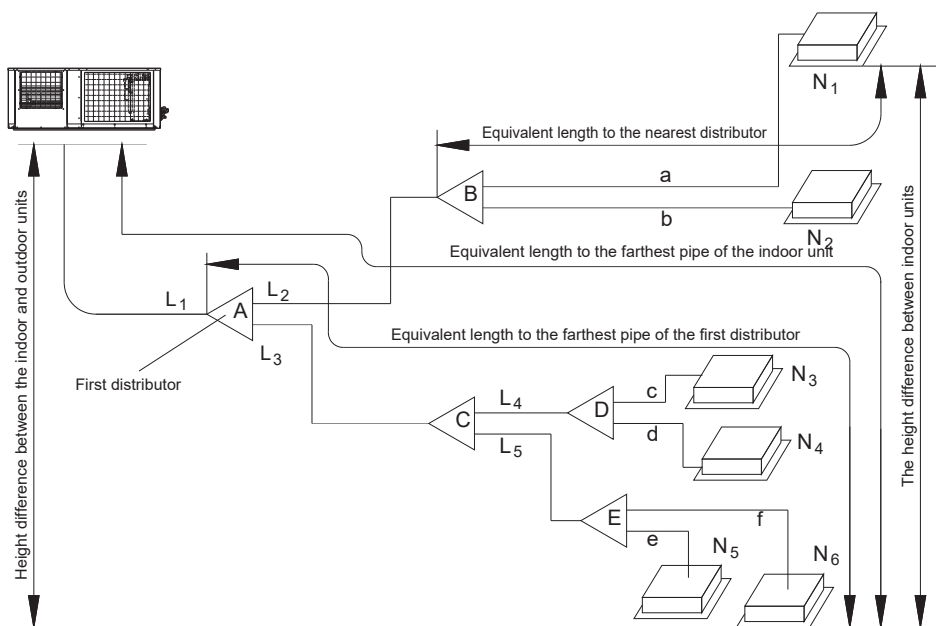 N1
Equivalent length to the nearest distributor
a
B
b
N2
Equivalent length to the farthest pipe of the indoor unit
L1
A
L2
Equivalent length to the farthest pipe of the first distributor
L3
First distributor
N3
c
L4
D
C
d
L5
N4
E
f
e
N5
N6
Height difference between the indoor and outdoor units
The height difference between indoor units